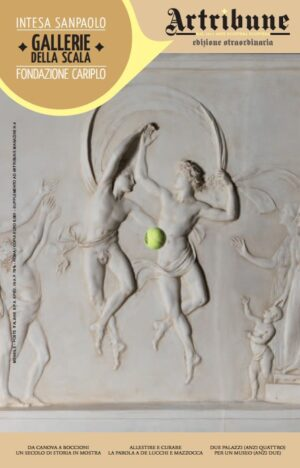 INTESA SANPAOLO
GALLERIE
DELLA SCALA
FONDAZIONE CARIPLO
Artribune
edizione straordinaria
DA CANOVA A BOCCIONI
UN SECOLO DI STORIA IN MOSTRA
ALLESTIRE E CURARE
LA PAROLA A DE LUCCHI E MAZZOCCA
DUE PALAZZI (ANZI QUATTRO)
PER UN MUSEO (ANZI DUE)